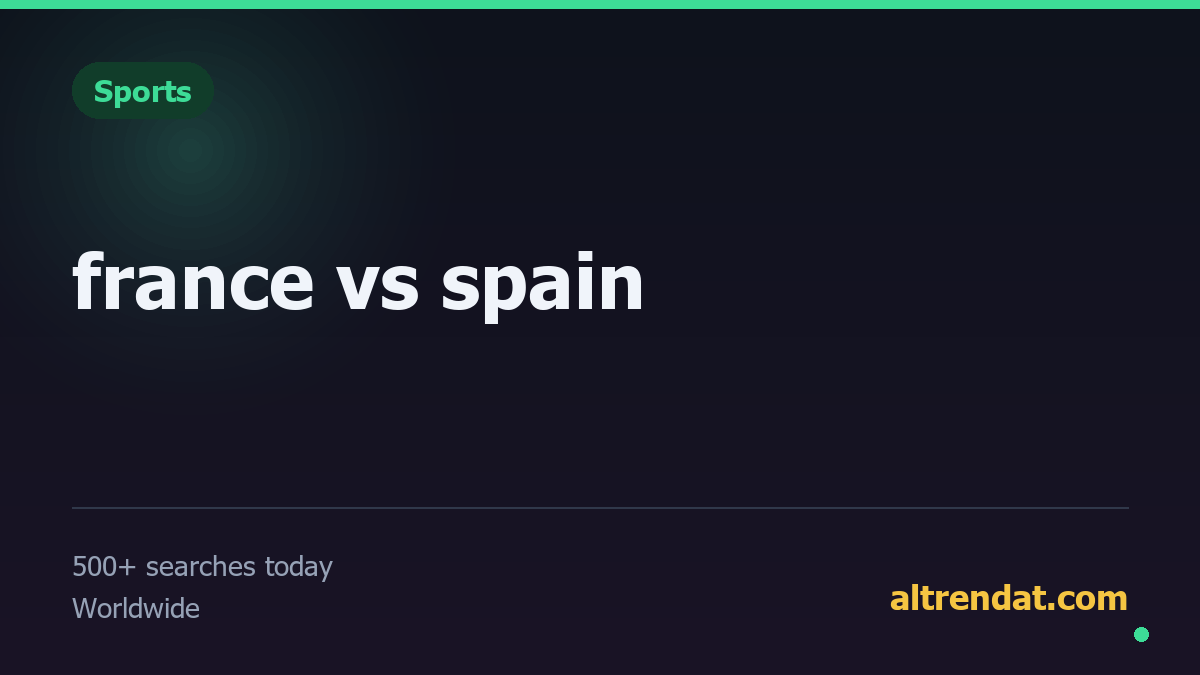 Sports
france vs spain
500+ searches today
Worldwide
altrendat.com